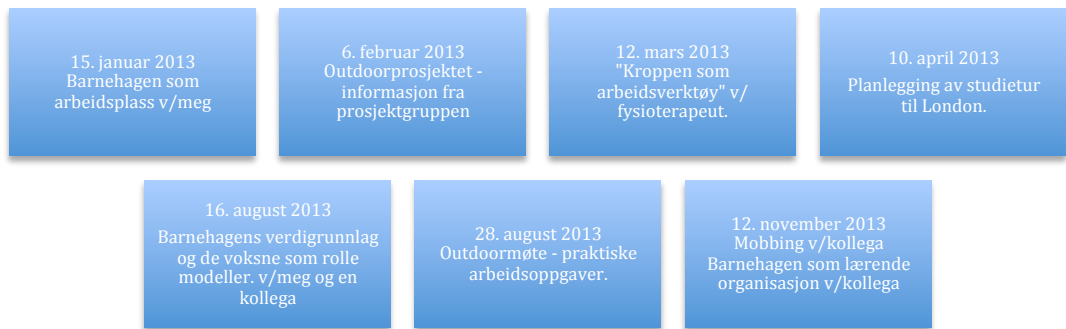 15. januar 2013
Barnehagen som
arbeidsplass v/meg
6. februar 2013
Outdoorprosjektet -
informasjon fra
prosjektgruppen
12. mars 2013
"Kroppen som
arbeidsverktøy" v/
fysioterapeut.
10. april 2013
Planlegging av studietur
til London.
16. august 2013
Barnehagens verdigrunnlag
og de voksne som rolle
modeller. v/meg og en
kollega
28. august 2013
Outdoormøte - praktiske
arbeidsoppgaver.
12. november 2013
Mobbing v/kollega
Barnehagen som lærende
organisasjon v/kollega